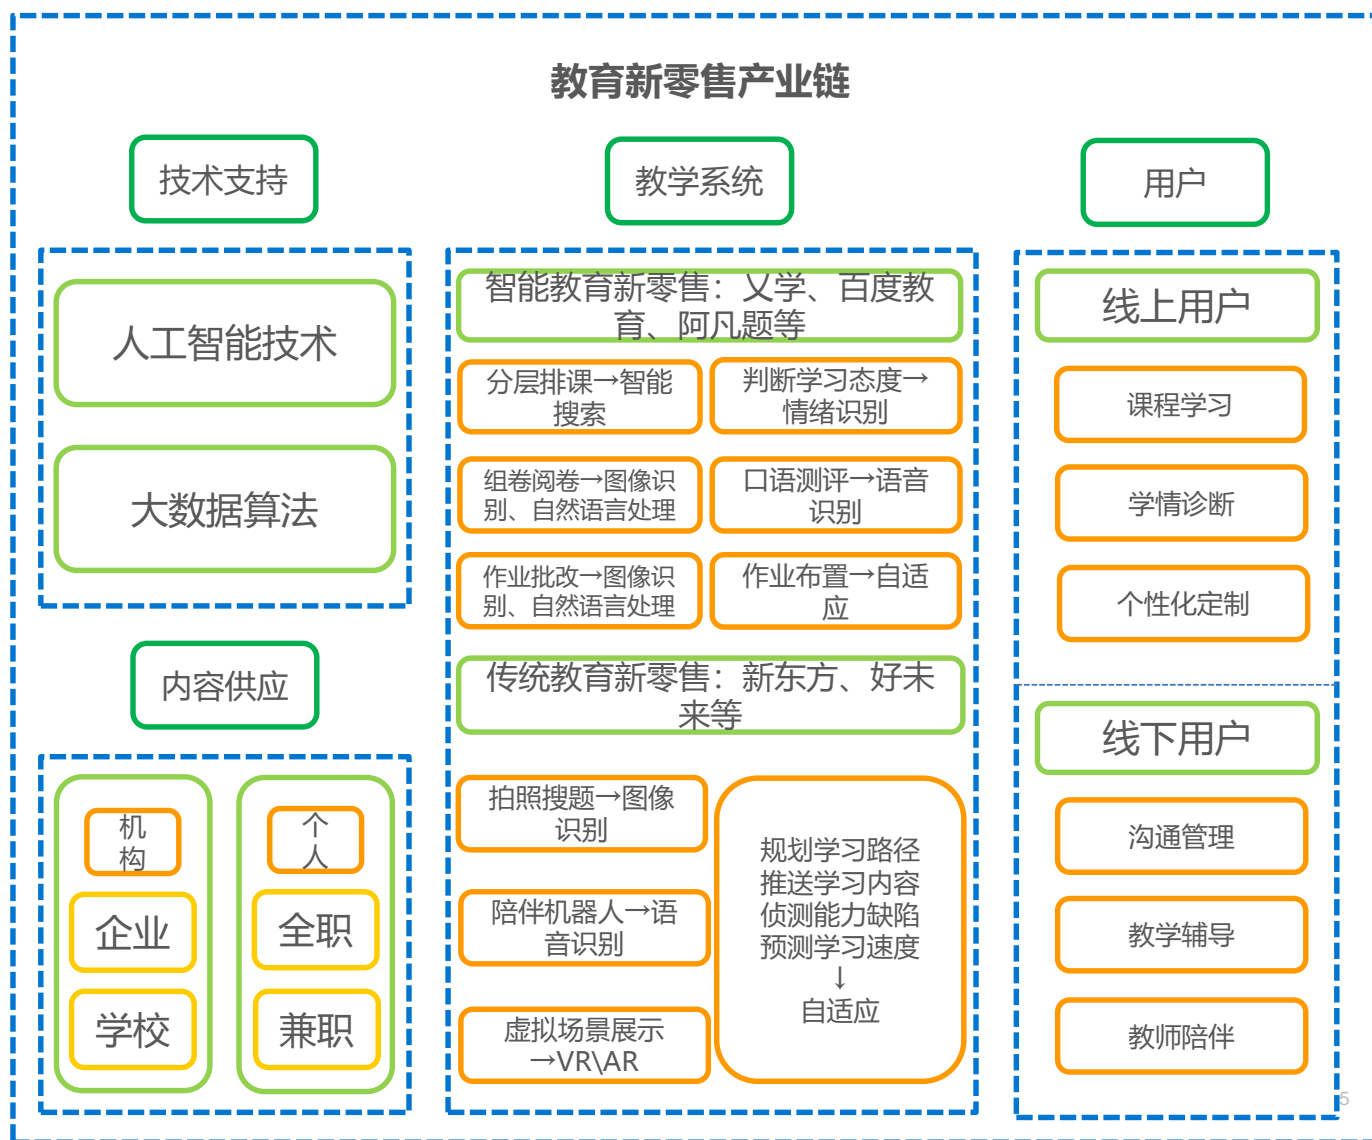 教育新零售产业链
技术支持
人工智能技术
大数据算法
内容供应
机
构
企业
学校
个
人
全职
兼职
教学系统
智能教育新零售：乂学、百度教
育、阿凡题等
分层排课→智能
搜索
判断学习态度→
情绪识别
组卷阅卷→图像识
别、自然语言处理
口语测评→语音
识别
作业批改→图像识
别、自然语言处理
作业布置→自适
应
传统教育新零售：新东方、好未
来等
拍照搜题→图像
识别
陪伴机器人→语
音识别
虚拟场景展示
→VR\AR
规划学习路径
推送学习内容
侦测能力缺陷
预测学习速度
↓
自适应
用户
线上用户
课程学习
学情诊断
个性化定制
线下用户
沟通管理
教学辅导
教师陪伴
5